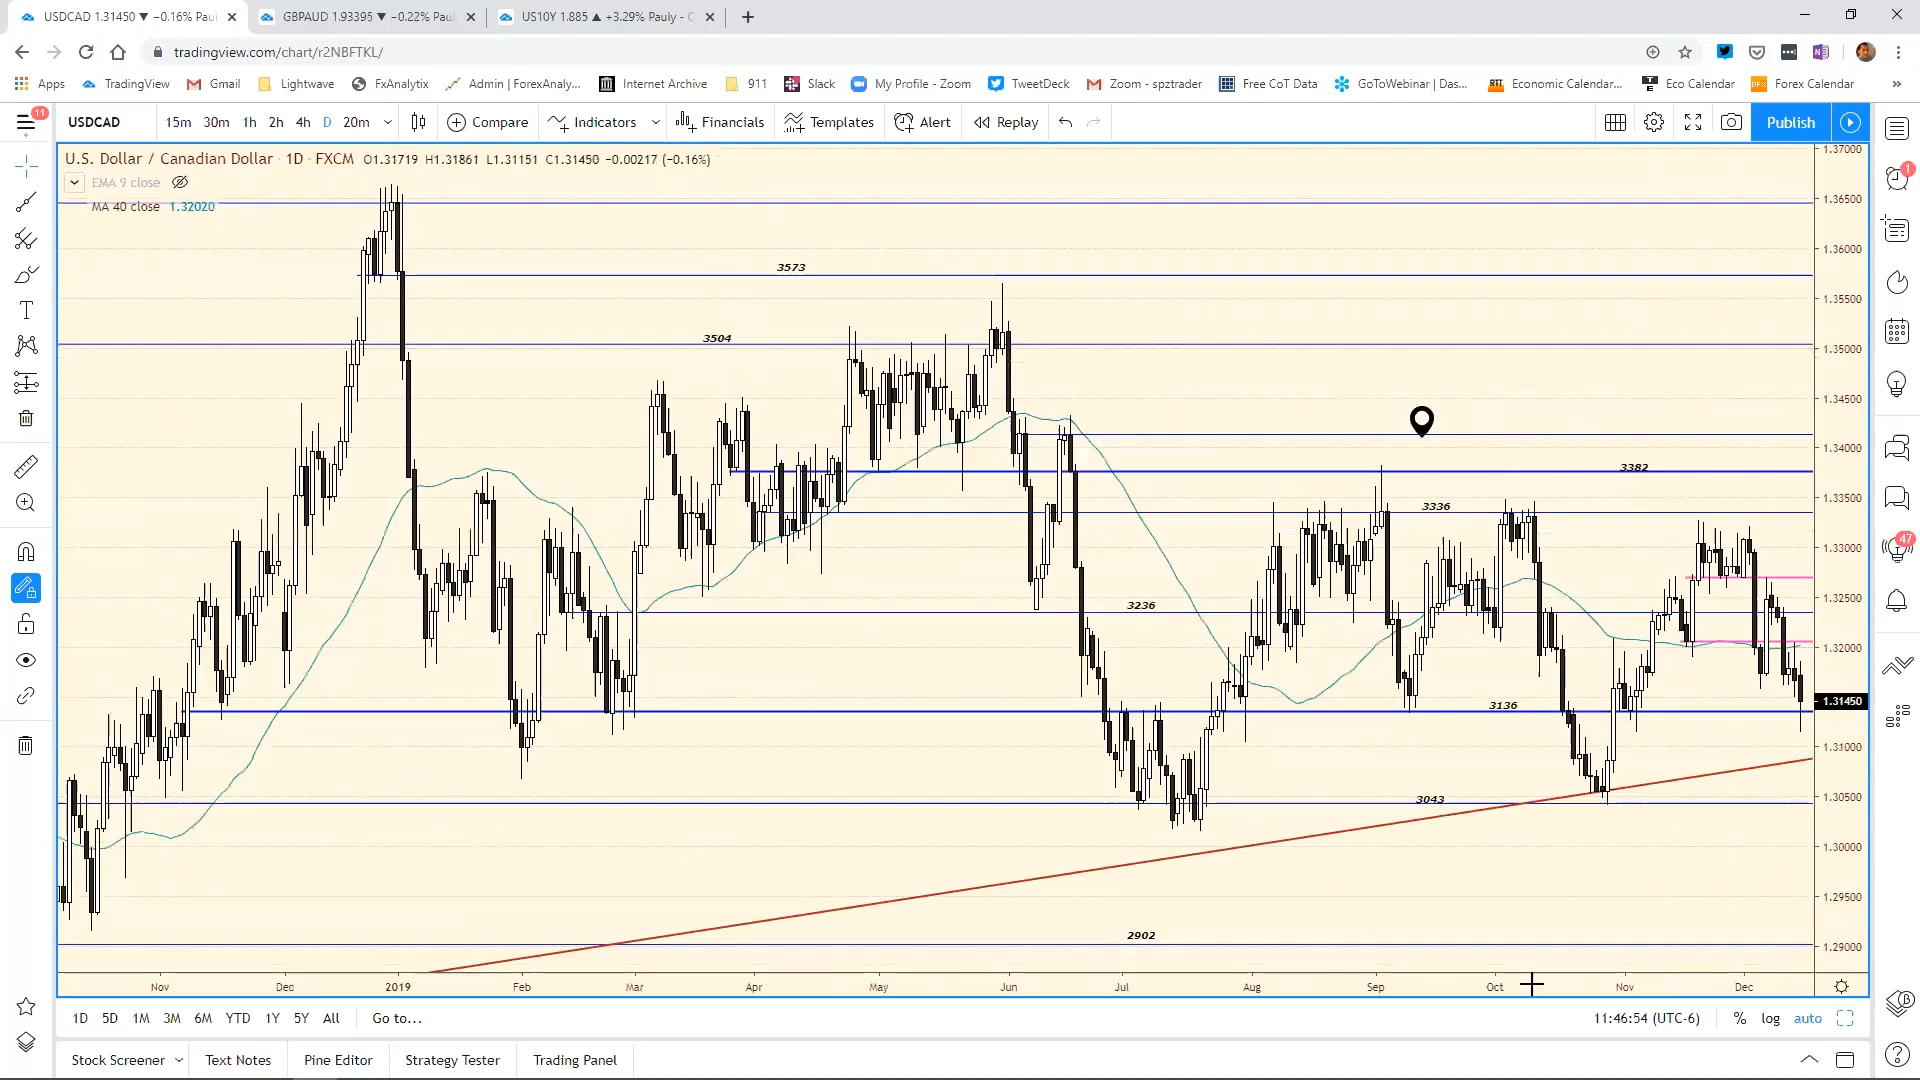 USDCAD 1.31450 ▼ −0.16% Paul
GBPAUD 1.93395 ▼ −0.22% Paul
US10Y 1.885 ▲ +3.29% Pauly - C
tradingview.com/chart/r2NBFTKL/
Apps TradingView Gmail Lightwave FxAnalytix Admin | ForexAnaly... Internet Archive 911 Slack My Profile - Zoom TweetDeck Zoom - spztrader Free CoT Data GoToWebinar | Das... Economic Calendar... Eco Calendar Forex Calendar »
11
USDCAD 15m 30m 1h 2h 4h D 20m Compare Indicators Financials Templates Alert Replay Publish
U.S. Dollar / Canadian Dollar · 1D · FXCM O1.31719 H1.31861 L1.31151 C1.31450 −0.00217 (−0.16%)
EMA 9 close
MA 40 close 1.32020
1
47
3573
3504
3382
3336
3236
3136
3043
2902
1.37000
1.36500
1.36000
1.35500
1.35000
1.34500
1.34000
1.33500
1.33000
1.32500
1.32000
1.31450
1.31000
1.30500
1.30000
1.29500
1.29000
Nov Dec 2019 Feb Mar Apr May Jun Jul Aug Sep Oct Nov Dec
1D 5D 1M 3M 6M YTD 1Y 5Y All Go to... 11:46:54 (UTC-6) % log auto
Stock Screener Text Notes Pine Editor Strategy Tester Trading Panel